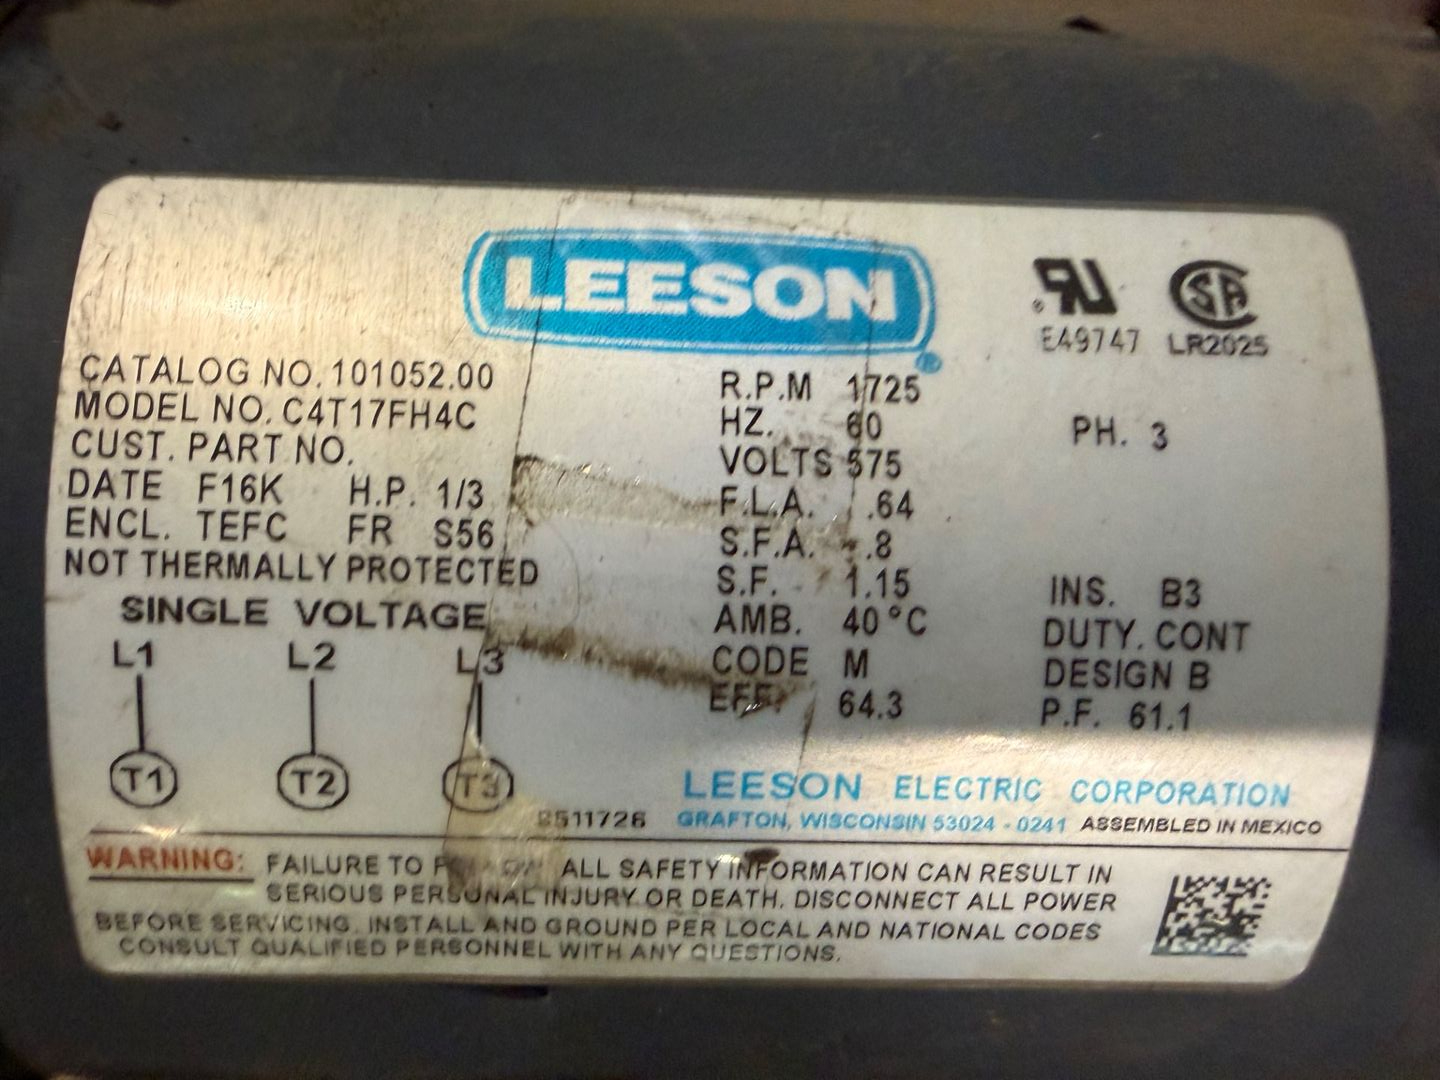 LEESON
®
E49747 LR2025
CATALOG NO. 101052.00
MODEL NO. C4T17FH4C
CUST. PART NO.
DATE F16K H.P. 1/3
ENCL. TEFC FR S56
NOT THERMALLY PROTECTED
SINGLE VOLTAGE
L1 L2 L3
T1 T2 T3
R.P.M 1725
HZ. 60 PH. 3
VOLTS 575
F.L.A. .64
S.F.A. .8
S.F. 1.15 INS. B3
AMB. 40°C DUTY. CONT
CODE M DESIGN B
EFF. 64.3 P.F. 61.1
LEESON ELECTRIC CORPORATION
GRAFTON, WISCONSIN 53024 - 0241 ASSEMBLED IN MEXICO
WARNING: FAILURE TO FOLLOW ALL SAFETY INFORMATION CAN RESULT IN
SERIOUS PERSONAL INJURY OR DEATH. DISCONNECT ALL POWER
BEFORE SERVICING. INSTALL AND GROUND PER LOCAL AND NATIONAL CODES
CONSULT QUALIFIED PERSONNEL WITH ANY QUESTIONS.